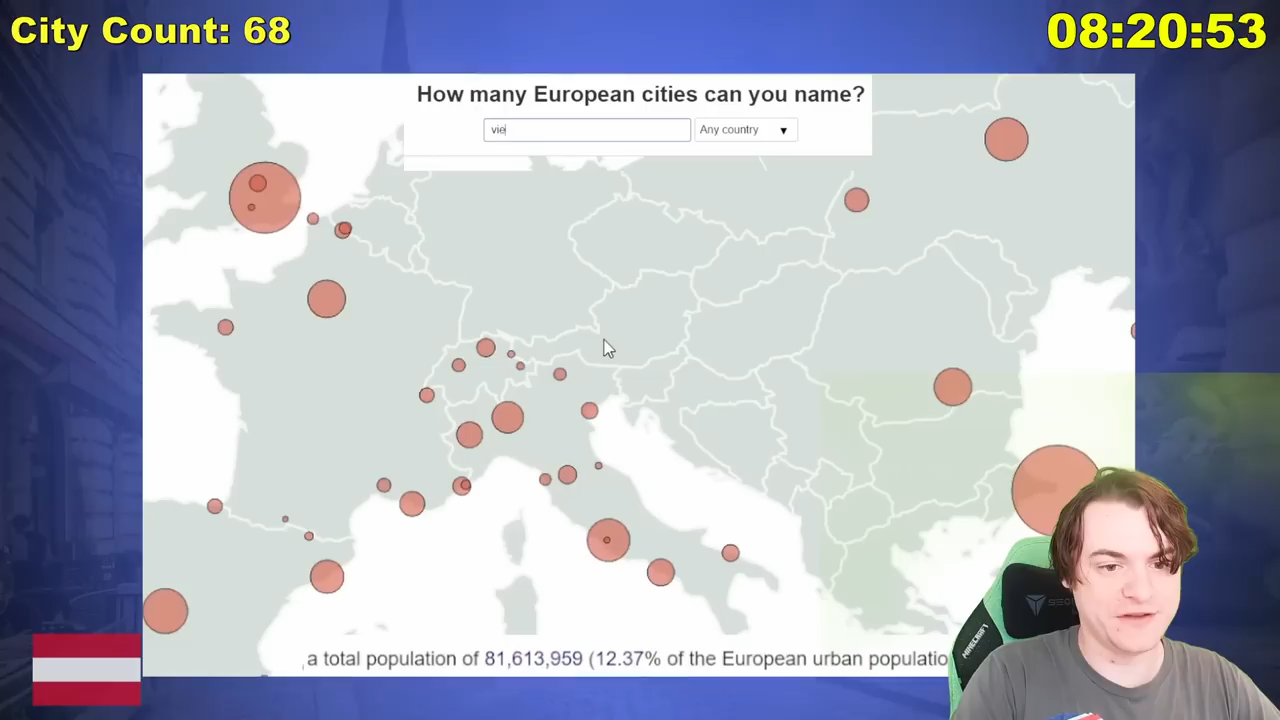 City Count: 68
08:20:53
How many European cities can you name?
vie
Any country ▼
a total population of 81,613,959 (12.37% of the European urban populatio
MINECRAFT